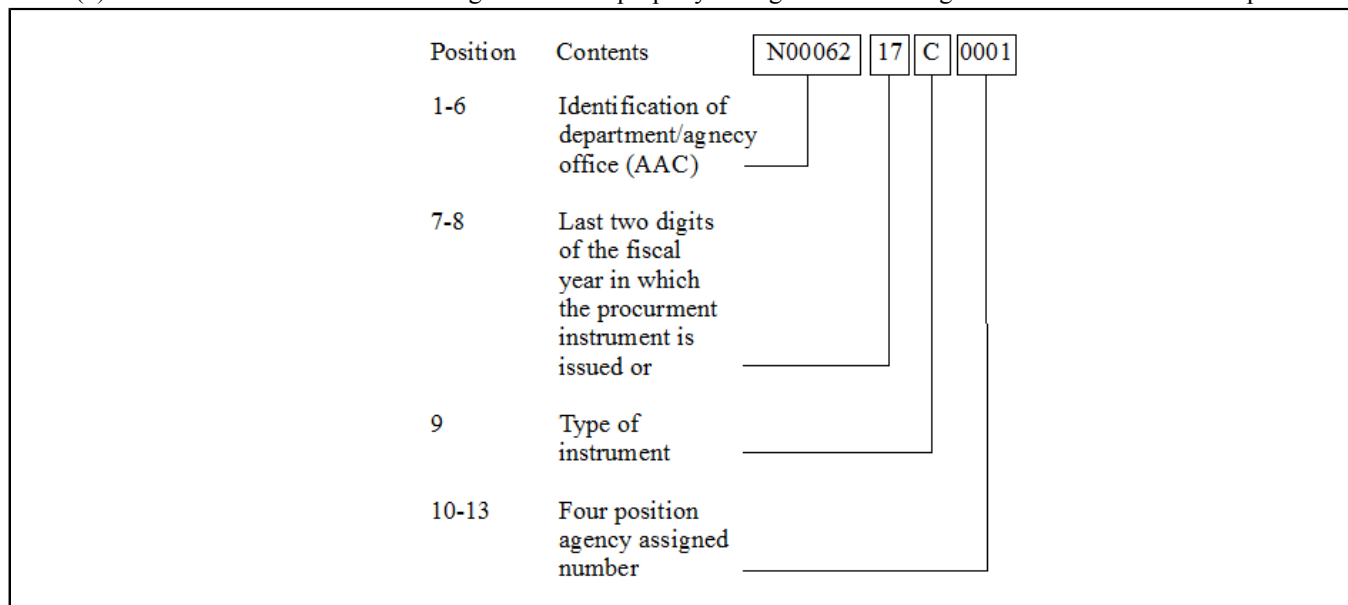 Position Contents N00062 17 C 0001
1-6 Identification of
department/agnecy
office (AAC)
7-8 Last two digits
of the fiscal
year in which
the procurment
instrument is
issued or
9 Type of
instrument
10-13 Four position
agency assigned
number